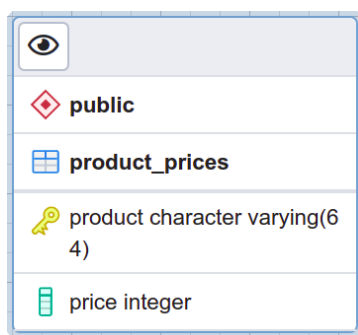 public
product_prices
product character varying(6
4)
price integer